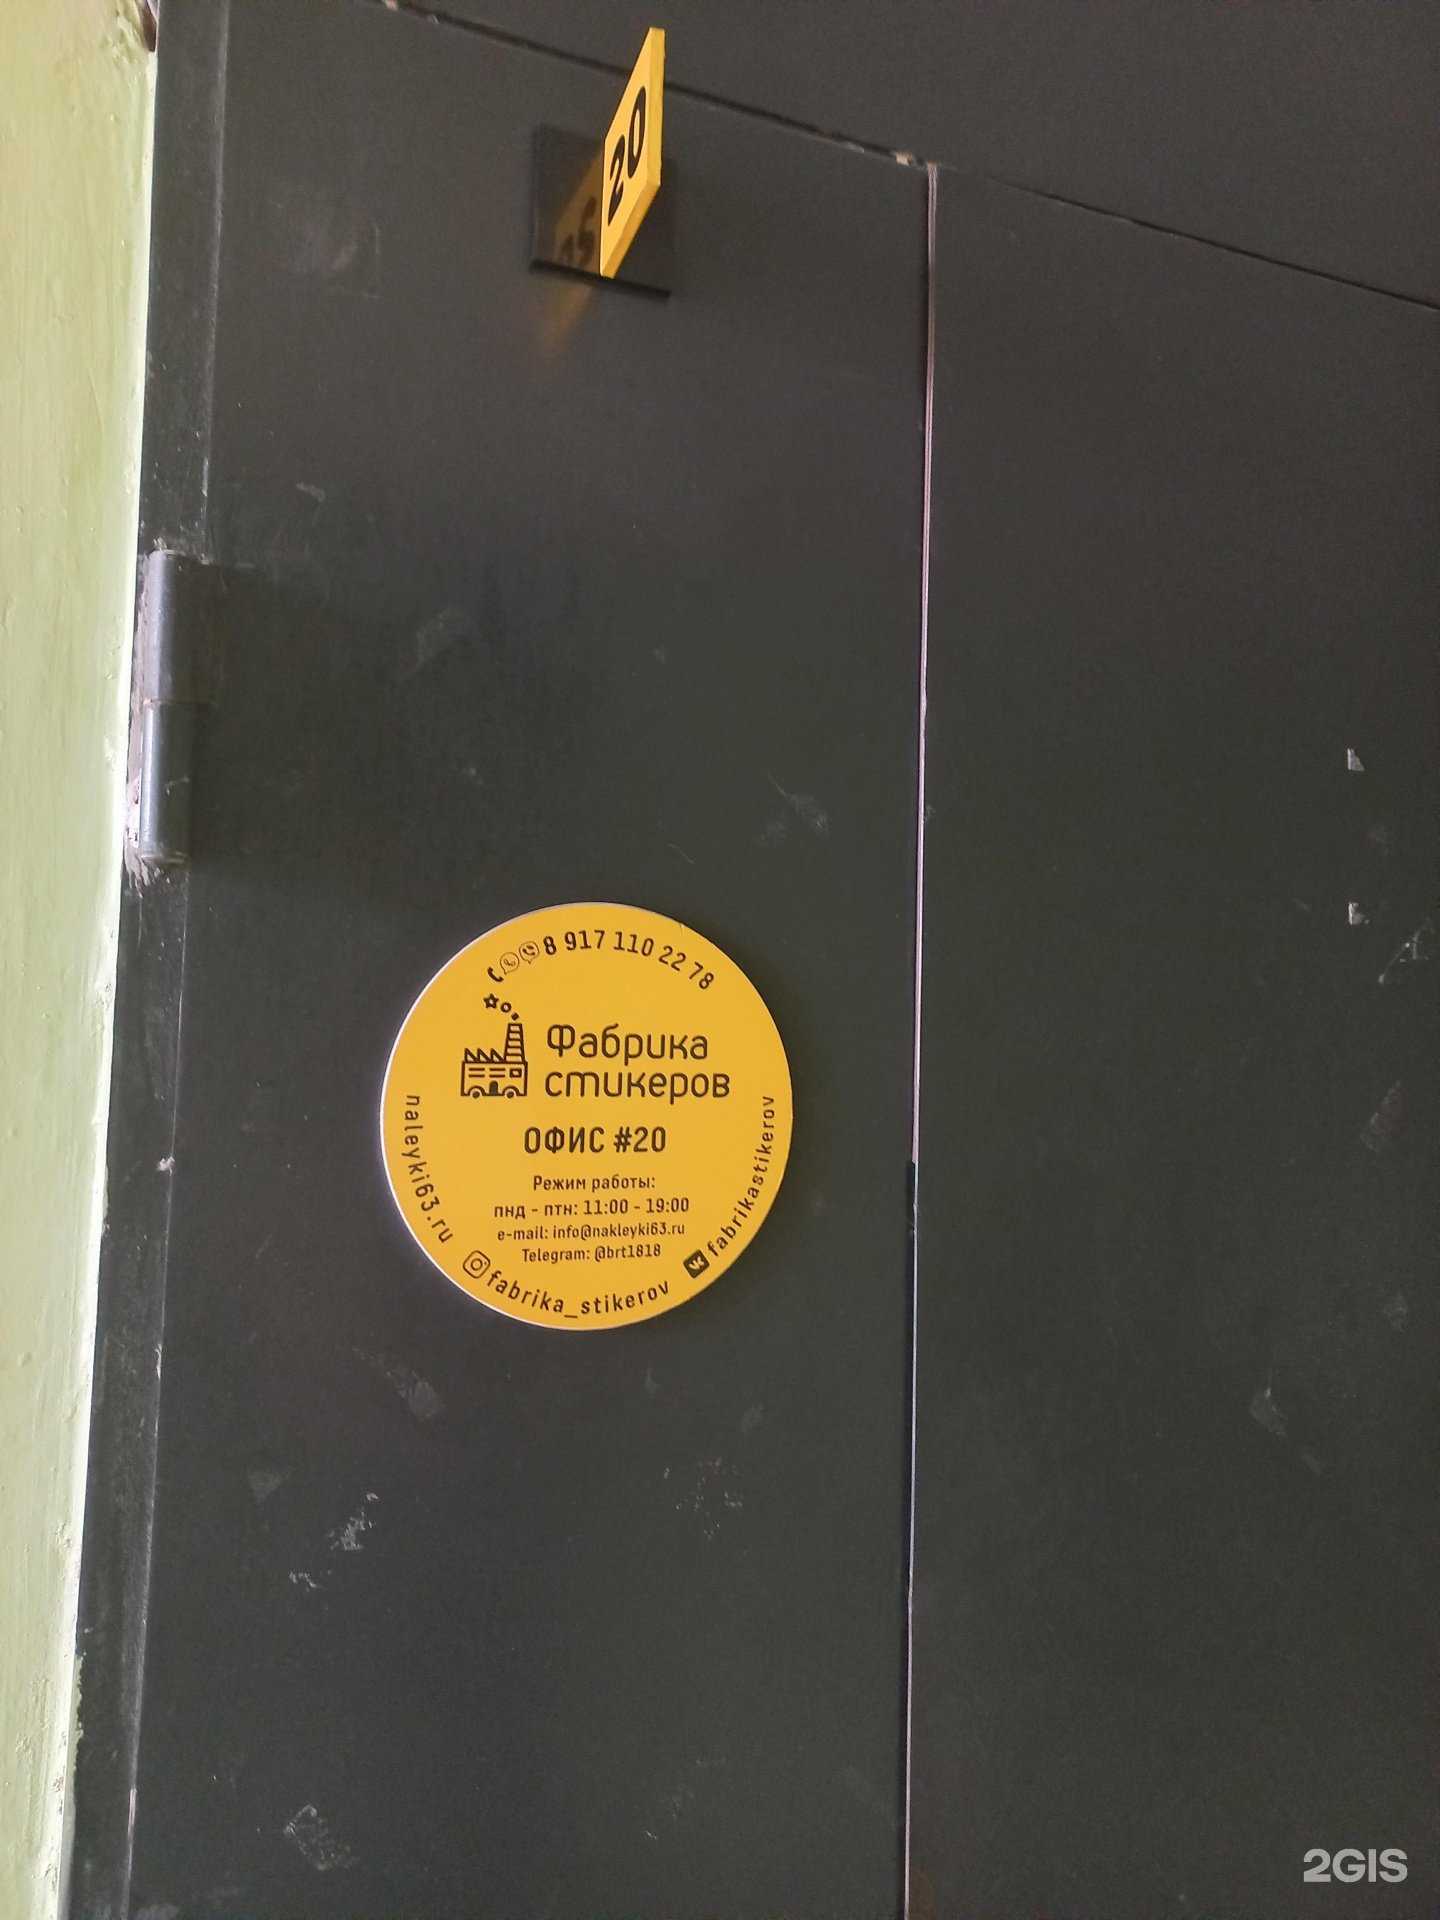 20
8 917 110 22 78
Фабрика
стикеров
ОФИС #20
Режим работы:
пнд - птн: 11:00 - 19:00
e-mail: info@nakleyki63.ru
Telegram: @brt1818
naleyki63.ru
fabrika_stikerov
fabrikastikerov
2GIS